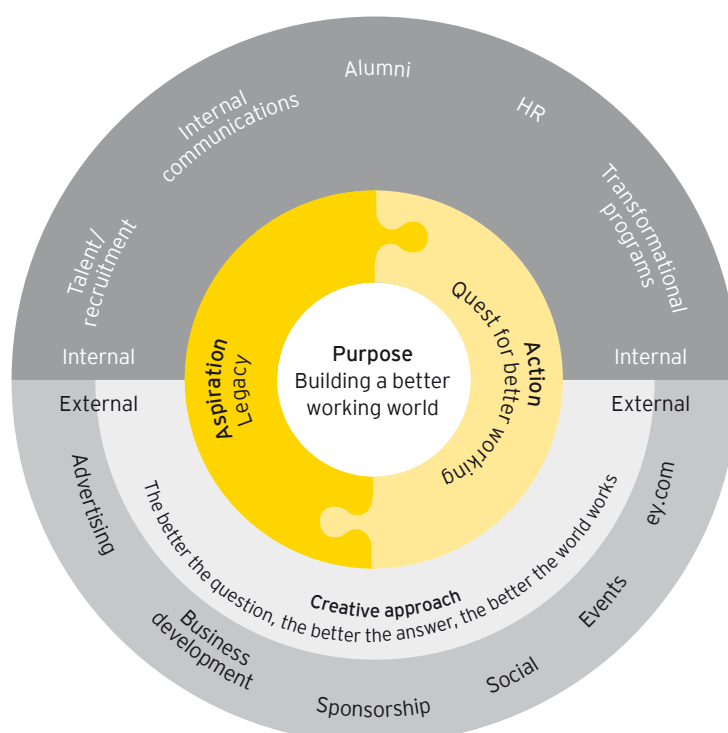 Alumni
Internal
communications
HR
Talent/
recruitment
Transformational
programs
Internal
Internal
Purpose
Building a better
working world
Aspiration
Legacy
Action
Quest for better
working
External
External
Advertising
ey.com
The better the question, the better the answer, the better the world works
Creative approach
Business
development
Events
Social
Sponsorship